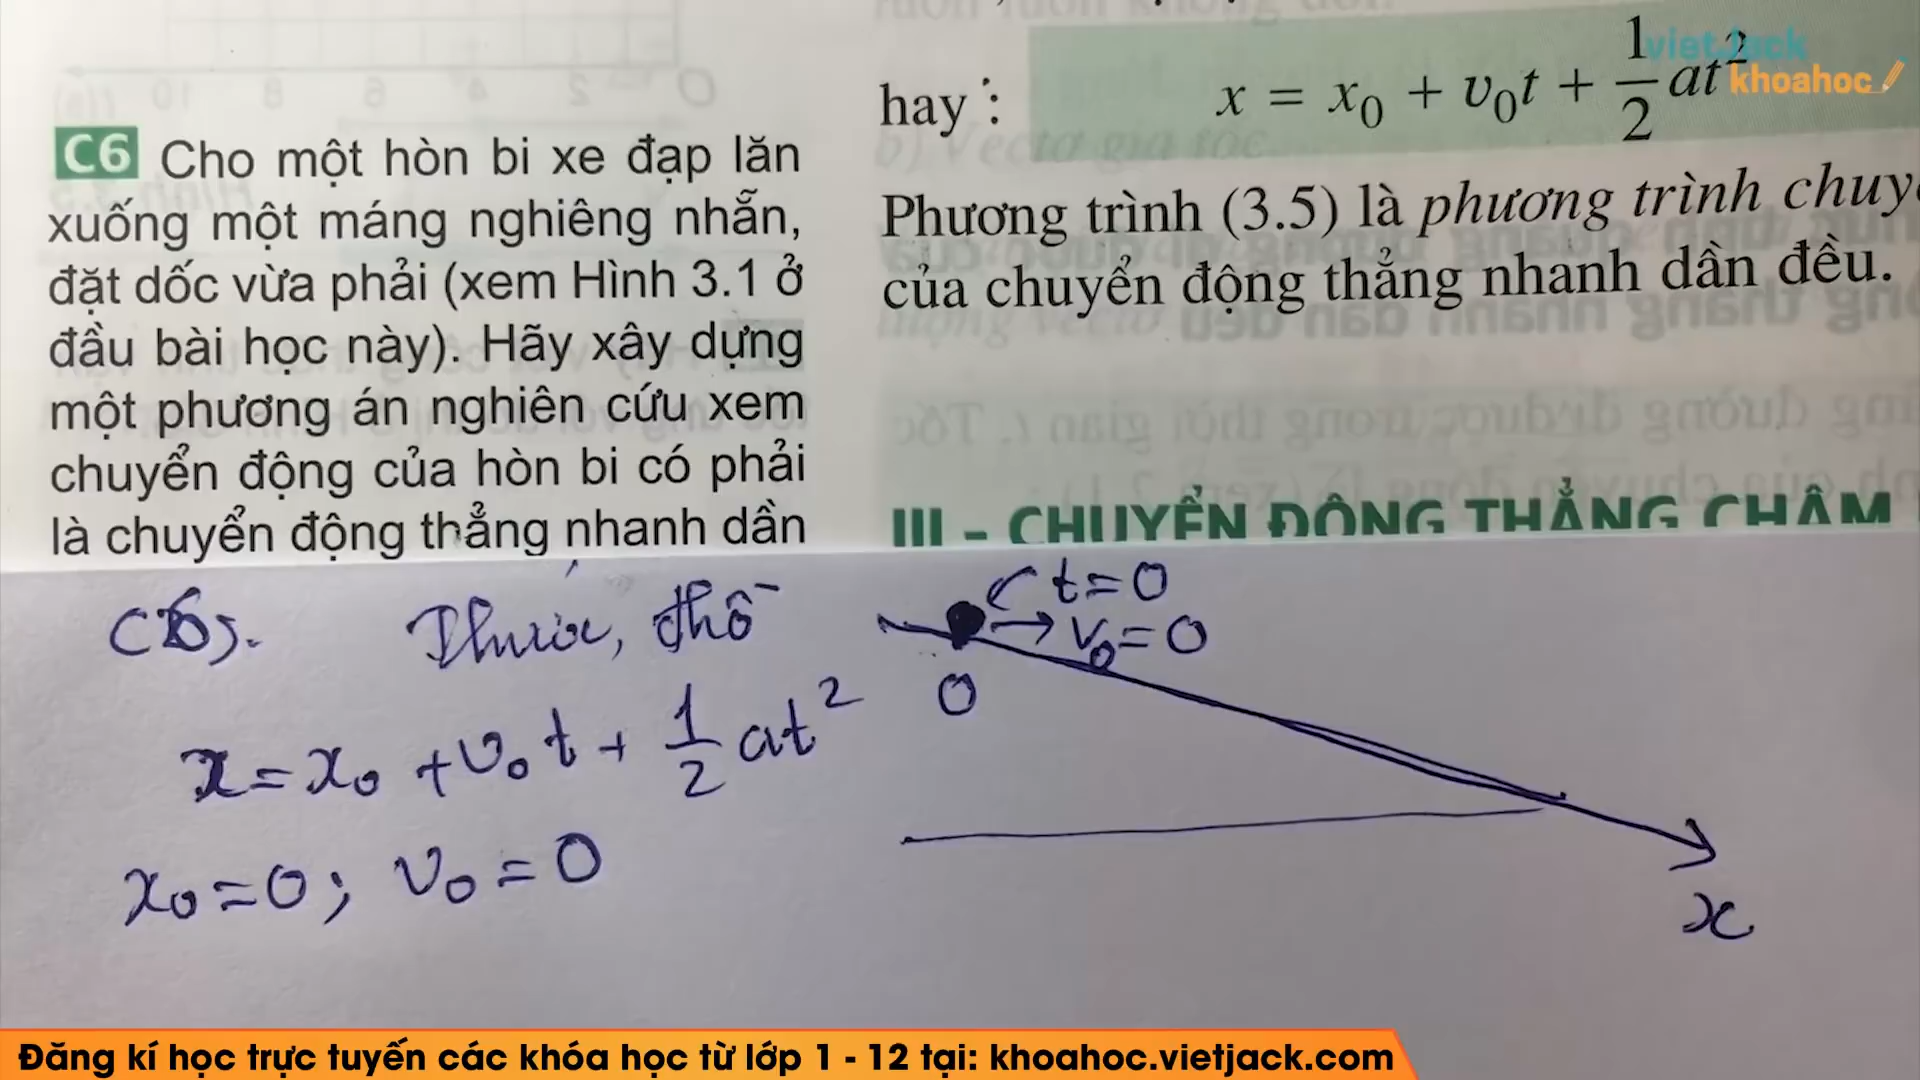 vietJack
khoahoc
C6 Cho một hòn bi xe đạp lăn
xuống một máng nghiêng nhẵn,
đặt dốc vừa phải (xem Hình 3.1 ở
đầu bài học này). Hãy xây dựng
một phương án nghiên cứu xem
chuyển động của hòn bi có phải
là chuyển động thẳng nhanh dần
hay : x = x₀ + v₀t + 1/2 at²
Phương trình (3.5) là phương trình chuy
của chuyển động thẳng nhanh dần đều.
III - CHUYỂN ĐỘNG THẲNG CHẬM
C6).
x = x₀ + v₀t + 1/2 at²
x₀ = 0 ; v₀ = 0
t = 0
v₀ = 0
0
x
Đăng kí học trực tuyến các khóa học từ lớp 1 - 12 tại: khoahoc.vietjack.com